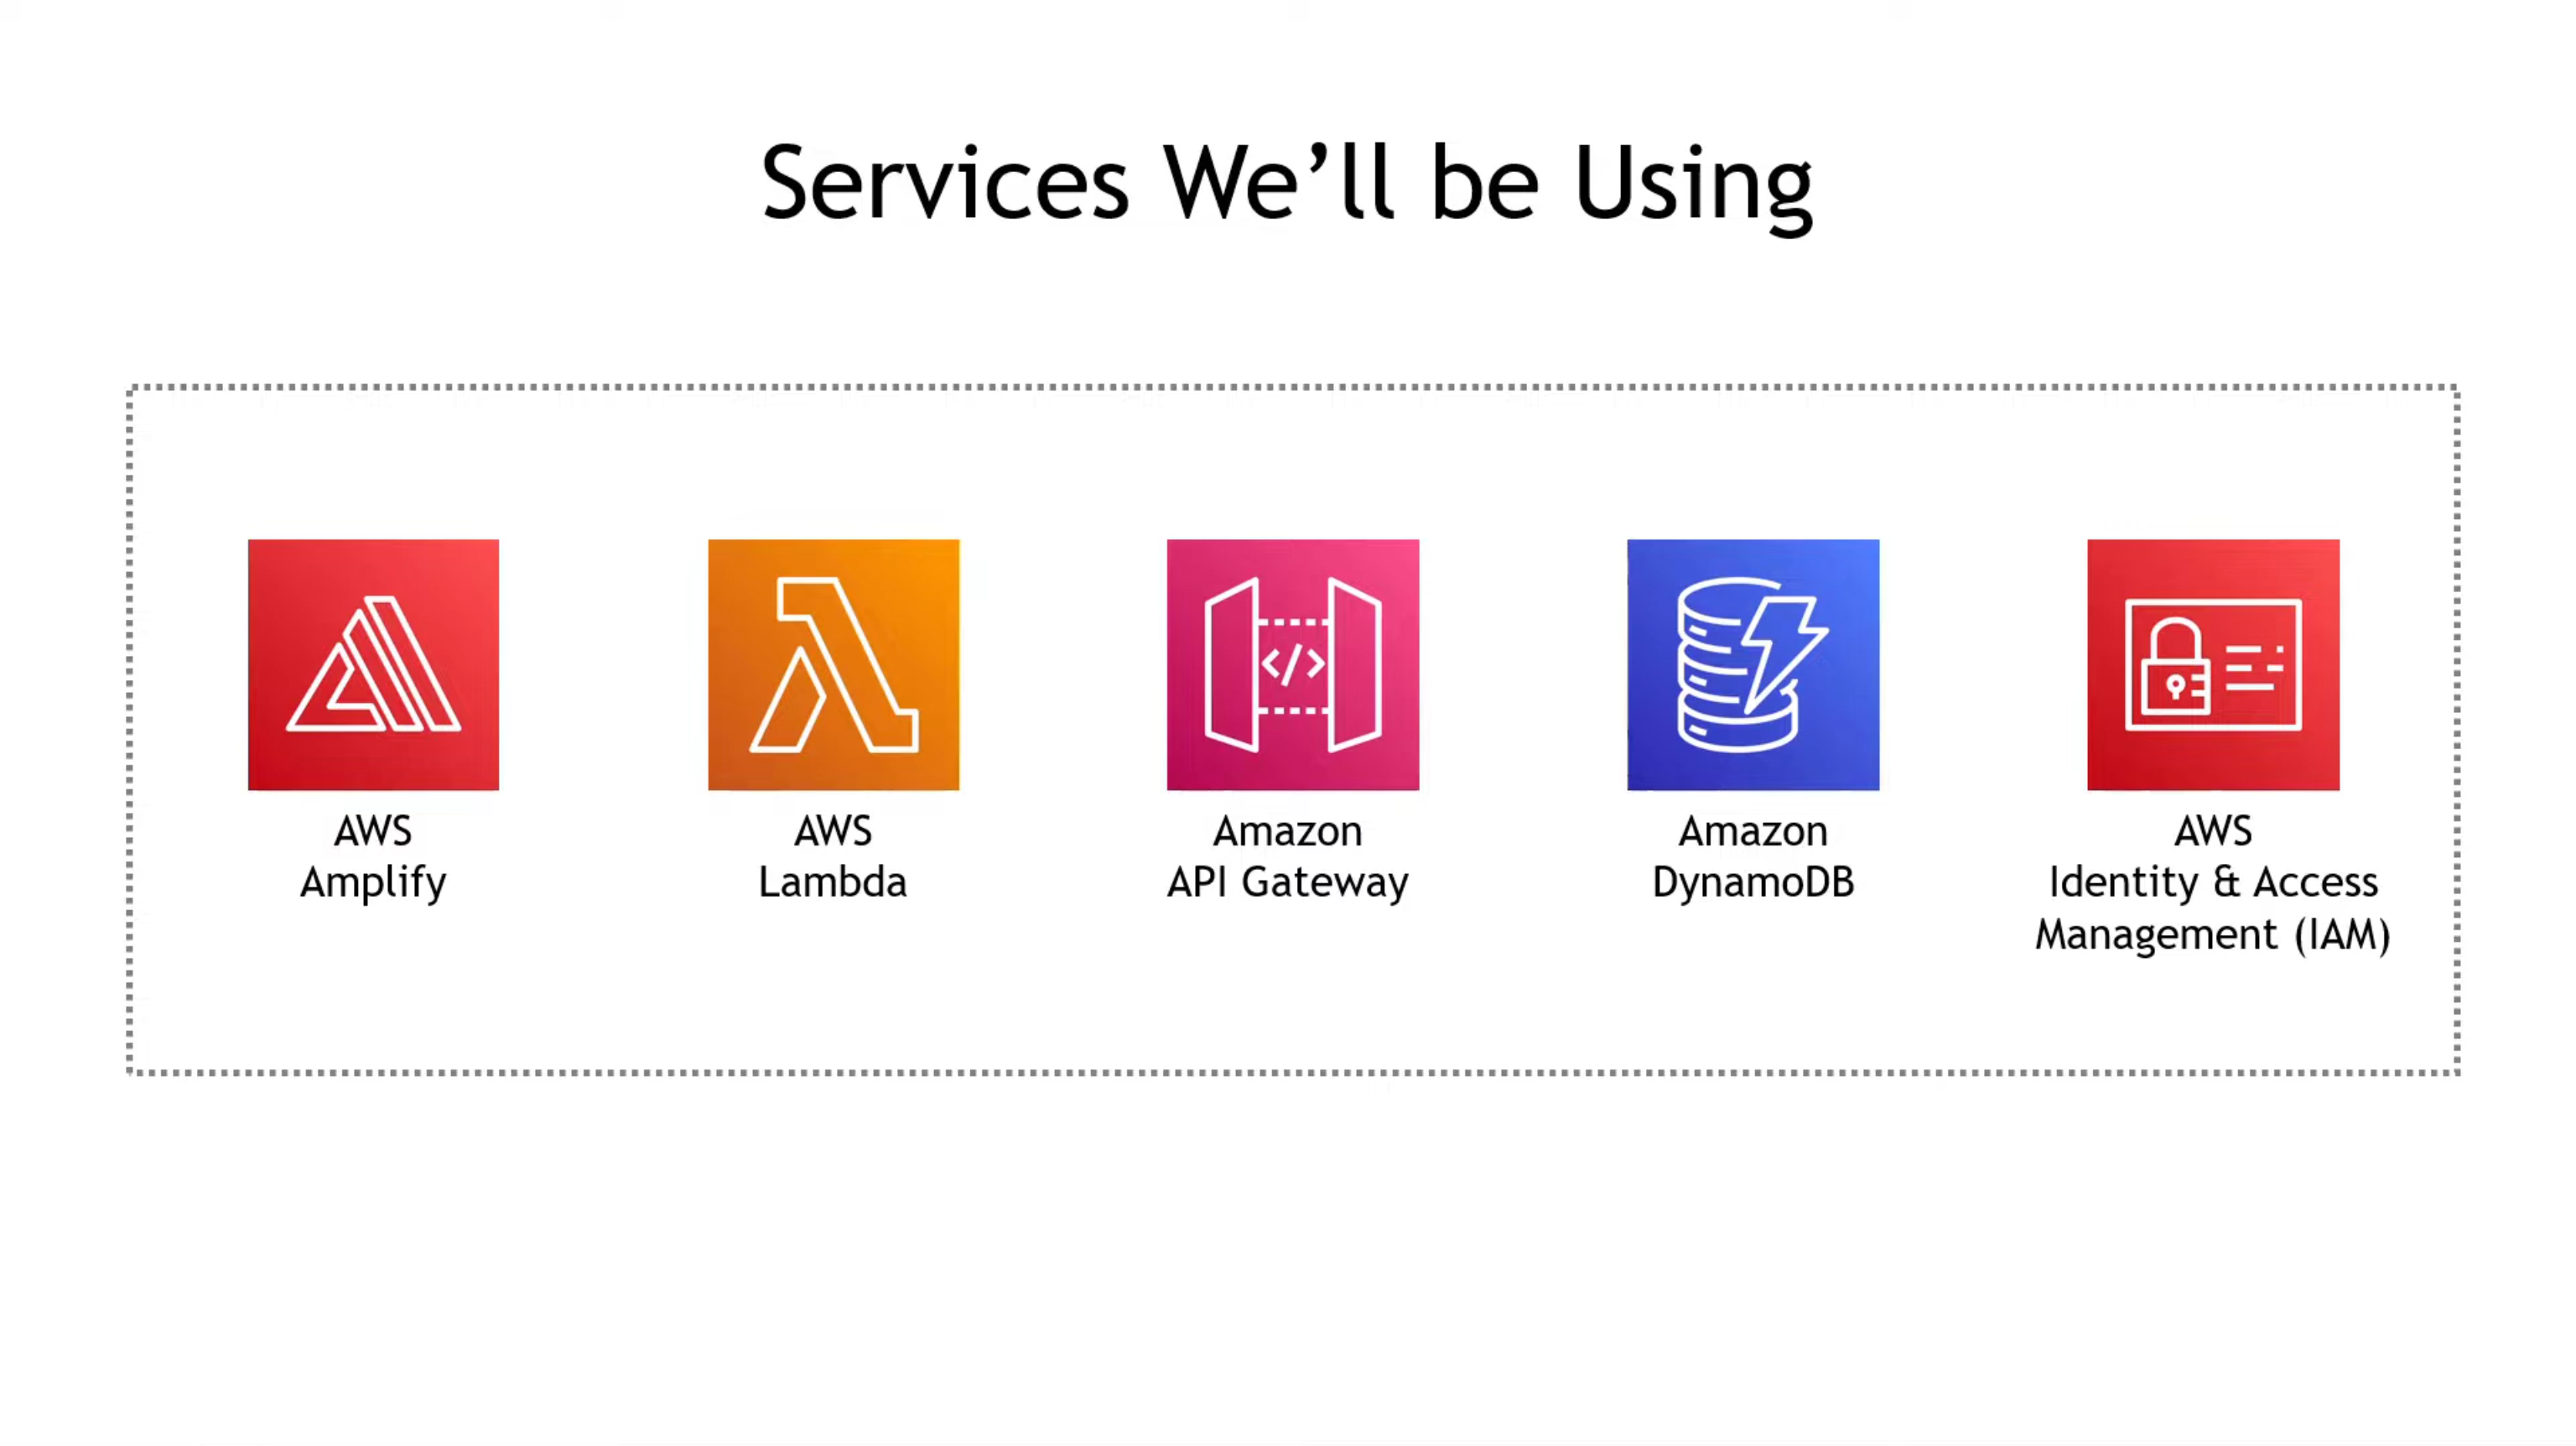 Services We’ll be Using
AWS
Amplify
AWS
Lambda
Amazon
API Gateway
Amazon
DynamoDB
AWS
Identity & Access
Management (IAM)